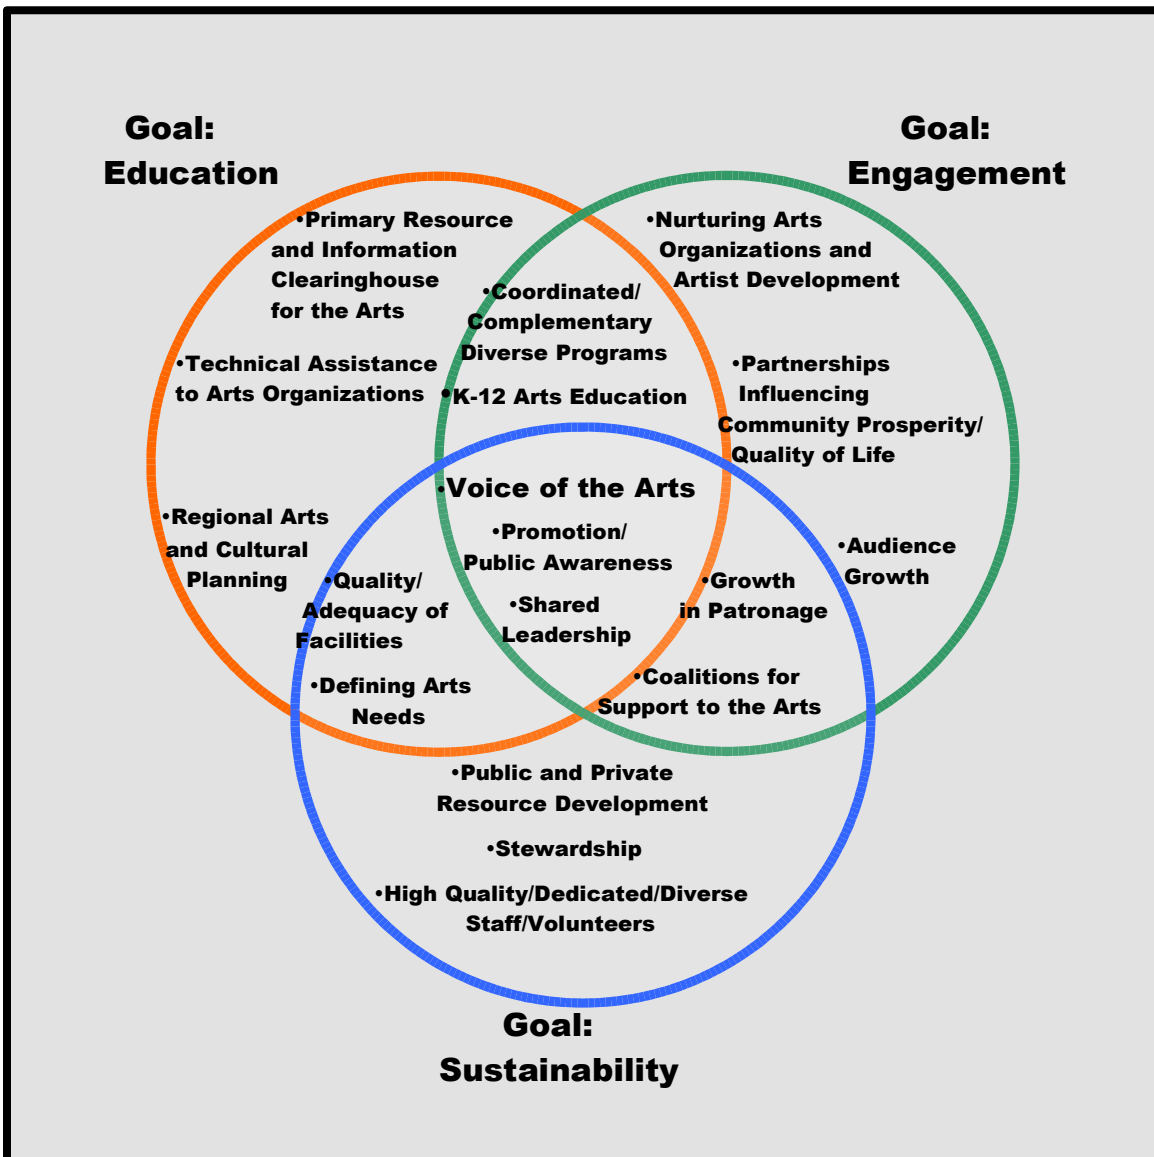 Goal:
Education
Goal:
Engagement
•Primary Resource
and Information
Clearinghouse
for the Arts
•Nurturing Arts
Organizations and
Artist Development
•Coordinated/
Complementary
Diverse Programs
•Technical Assistance
to Arts Organizations
•K-12 Arts Education
•Partnerships
Influencing
Community Prosperity/
Quality of Life
•Voice of the Arts
•Regional Arts
and Cultural
Planning
•Promotion/
Public Awareness
•Audience
Growth
•Quality/
Adequacy of
Facilities
•Shared
Leadership
•Growth
in Patronage
•Defining Arts
Needs
•Coalitions for
Support to the Arts
•Public and Private
Resource Development
•Stewardship
•High Quality/Dedicated/Diverse
Staff/Volunteers
Goal:
Sustainability